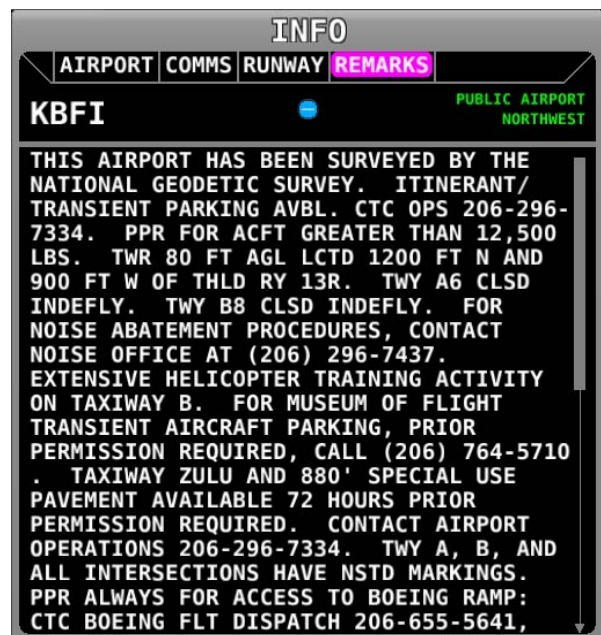 INFO
AIRPORT COMMS RUNWAY REMARKS
KBFI
PUBLIC AIRPORT
NORTHWEST
THIS AIRPORT HAS BEEN SURVEYED BY THE
NATIONAL GEODETIC SURVEY.  ITINERANT/
TRANSIENT PARKING AVBL. CTC OPS 206-296-
7334.  PPR FOR ACFT GREATER THAN 12,500
LBS.  TWR 80 FT AGL LCTD 1200 FT N AND
900 FT W OF THLD RY 13R.  TWY A6 CLSD
INDEFLY.  TWY B8 CLSD INDEFLY.  FOR
NOISE ABATEMENT PROCEDURES, CONTACT
NOISE OFFICE AT (206) 296-7437.
EXTENSIVE HELICOPTER TRAINING ACTIVITY
ON TAXIWAY B.  FOR MUSEUM OF FLIGHT
TRANSIENT AIRCRAFT PARKING, PRIOR
PERMISSION REQUIRED, CALL (206) 764-5710
.  TAXIWAY ZULU AND 880' SPECIAL USE
PAVEMENT AVAILABLE 72 HOURS PRIOR
PERMISSION REQUIRED.  CONTACT AIRPORT
OPERATIONS 206-296-7334.  TWY A, B, AND
ALL INTERSECTIONS HAVE NSTD MARKINGS.
PPR ALWAYS FOR ACCESS TO BOEING RAMP:
CTC BOEING FLT DISPATCH 206-655-5641,